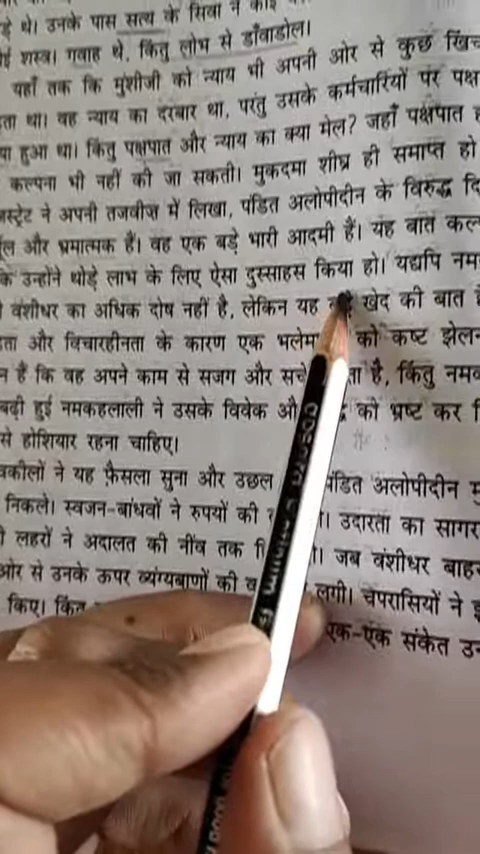 थे। उनके पास सत्य के सिवा न कोई
शस्त्र। गवाह थे, किंतु लोभ से डाँवाडोल।
यहाँ तक कि मुंशीजी को न्याय भी अपनी ओर से कुछ खिंच
था। वह न्याय का दरबार था, परंतु उसके कर्मचारियों पर पक्ष
हुआ था। किंतु पक्षपात और न्याय का क्या मेल? जहाँ पक्षपात
कल्पना भी नहीं की जा सकती। मुकदमा शीघ्र ही समाप्त हो
ने अपनी तजवीज़ में लिखा, पंडित अलोपीदीन के विरुद्ध
और भ्रमात्मक हैं। वह एक बड़े भारी आदमी हैं। यह बात
उन्होंने थोड़े लाभ के लिए ऐसा दुस्साहस किया हो। यद्यपि नम
वंशीधर का अधिक दोष नहीं है, लेकिन यह खेद की बात
और विचारहीनता के कारण एक को कष्ट झेलन
हैं कि वह अपने काम से सजग और है, किंतु नमक
बढ़ी हुई नमकहलाली ने उसके विवेक को भ्रष्ट कर
से होशियार रहना चाहिए।
वकीलों ने यह फ़ैसला सुना और उछल पंडित अलोपीदीन
निकले। स्वजन-बांधवों ने रुपयों की उदारता का सागर
लहरों ने अदालत की नींव तक जब वंशीधर बाहर
ओर से उनके ऊपर व्यंग्यबाणों की लगी। चपरासियों ने
किए। एक-एक संकेत